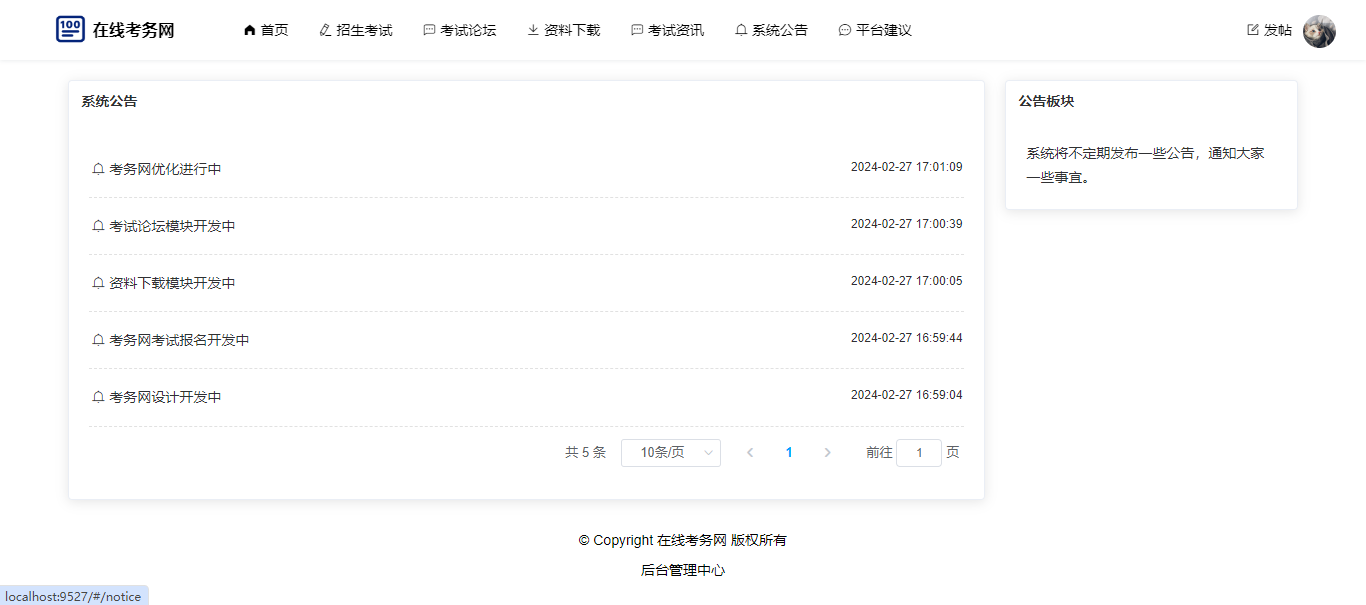 100 在线考务网 首页 招生考试 考试论坛 资料下载 考试资讯 系统公告 平台建议 发帖
系统公告
考务网优化进行中 2024-02-27 17:01:09
考试论坛模块开发中 2024-02-27 17:00:39
资料下载模块开发中 2024-02-27 17:00:05
考务网考试报名开发中 2024-02-27 16:59:44
考务网设计开发中 2024-02-27 16:59:04
共 5 条 10条/页 1 前往 1 页
公告板块
系统将不定期发布一些公告，通知大家
一些事宜。
© Copyright 在线考务网 版权所有
后台管理中心
localhost:9527/#/notice